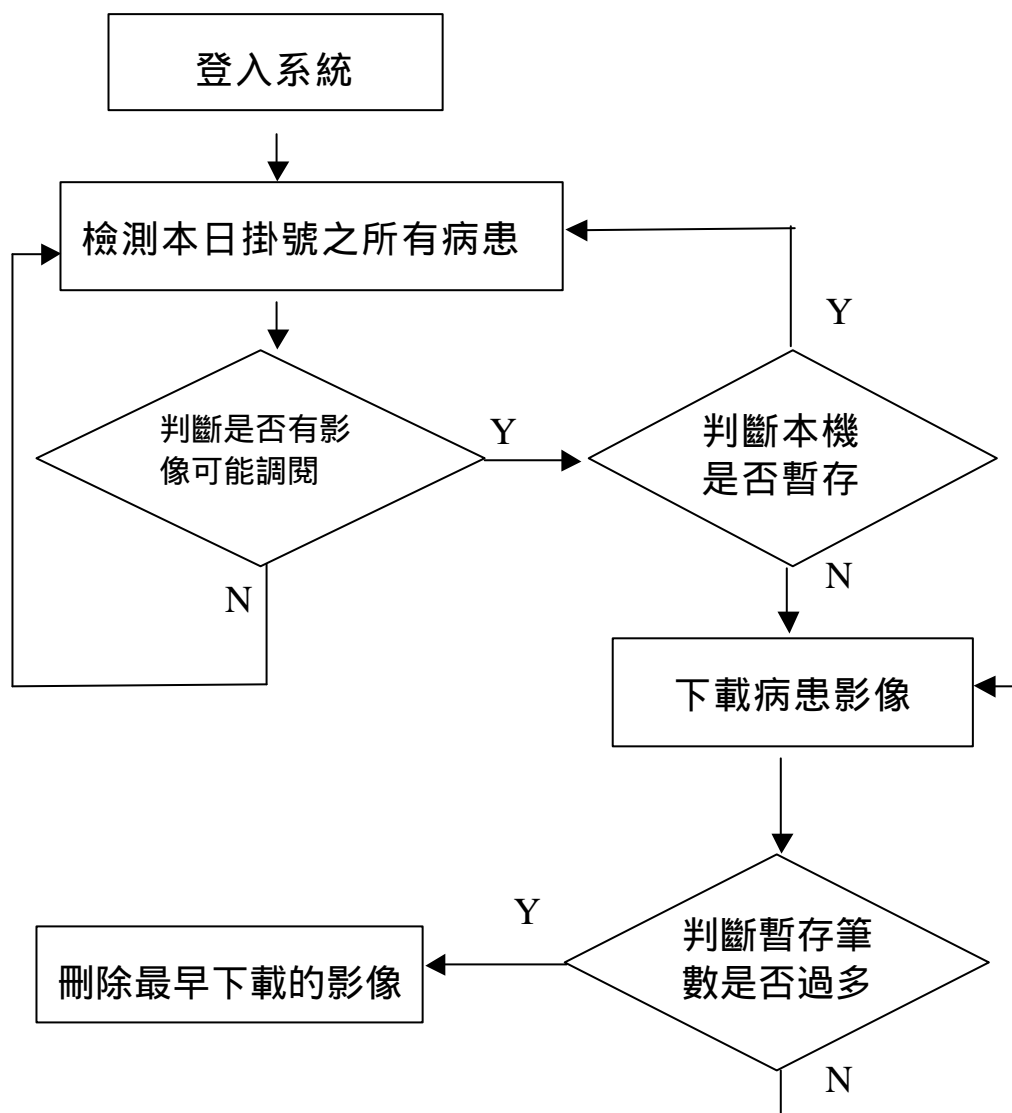 登入系統
檢測本日掛號之所有病患
Y
判斷是否有影
像可能調閱
Y
判斷本機
是否暫存
N
N
下載病患影像
Y
判斷暫存筆
數是否過多
刪除最早下載的影像
N